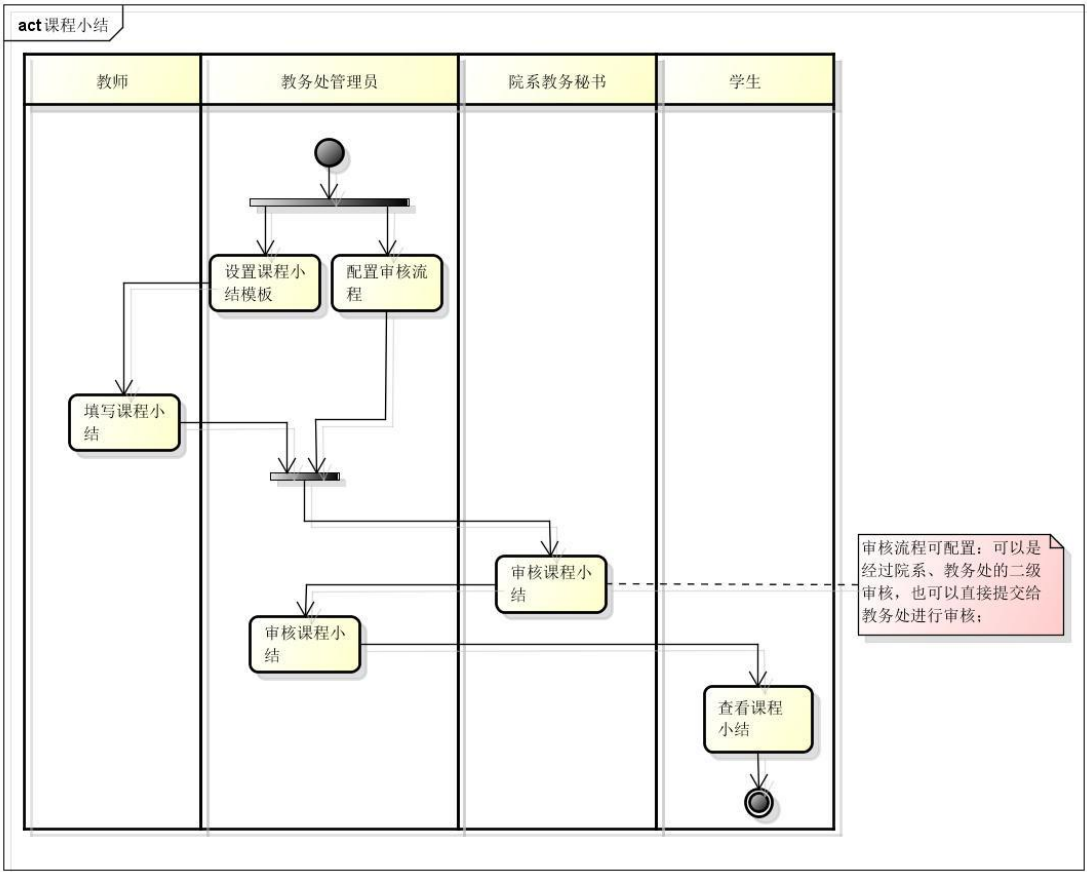 act 课程小结
教师
教务处管理员
院系教务秘书
学生
设置课程小
结模板
配置审核流
程
填写课程小
结
审核课程小
结
审核流程可配置：可以是
经过院系、教务处的二级
审核，也可以直接提交给
教务处进行审核；
审核课程小
结
查看课程
小结